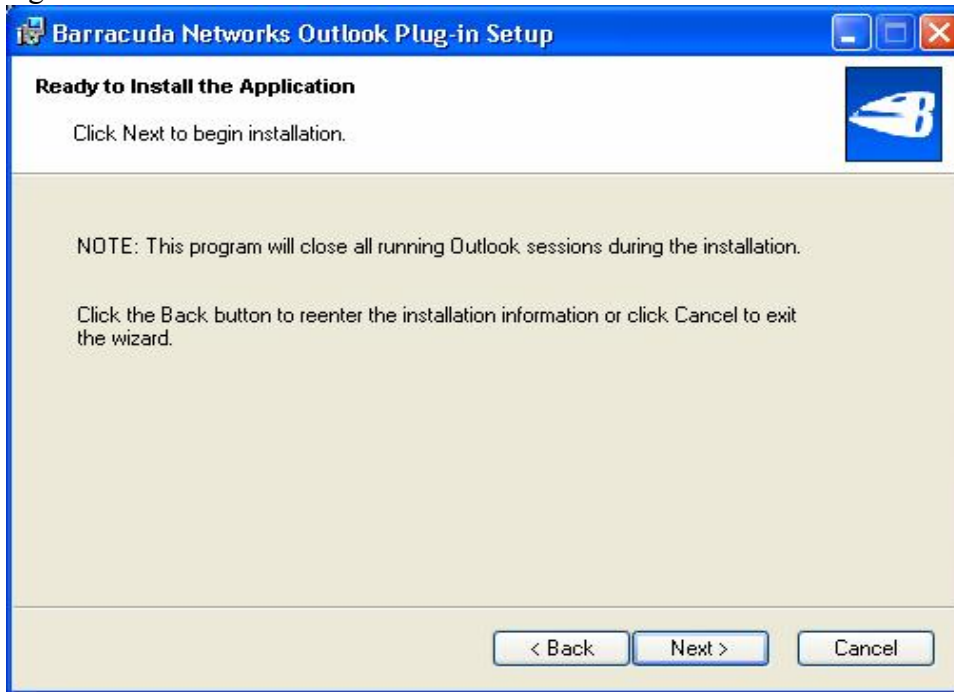 Barracuda Networks Outlook Plug-in Setup
Ready to Install the Application
Click Next to begin installation.
NOTE: This program will close all running Outlook sessions during the installation.
Click the Back button to reenter the installation information or click Cancel to exit
the wizard.
< Back Next > Cancel